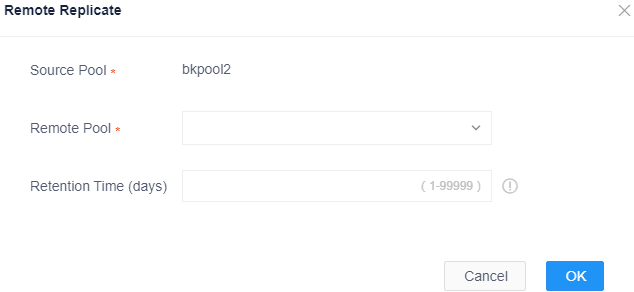 Remote Replicate
Source Pool * bkpool2
Remote Pool *
Retention Time (days) ( 1-99999 )
Cancel OK